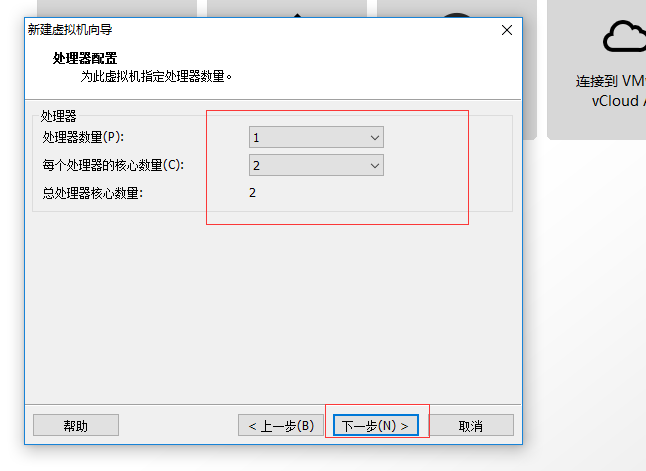 新建虚拟机向导
处理器配置
为此虚拟机指定处理器数量。
连接到 VM
vCloud
处理器
处理器数量(P):
1
每个处理器的核心数量(C):
2
总处理器核心数量:
2
帮助
< 上一步(B)
下一步(N) >
取消